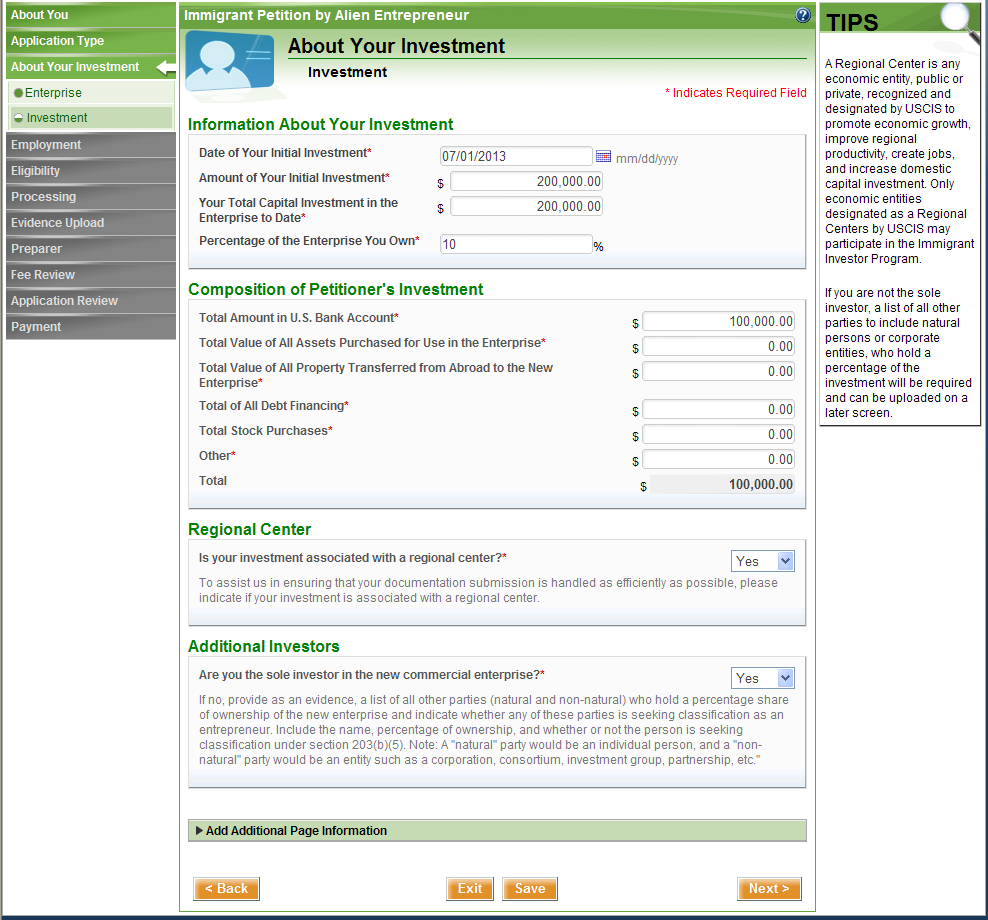 About You
Application Type
About Your Investment
Enterprise
Investment
Employment
Eligibility
Processing
Evidence Upload
Preparer
Fee Review
Application Review
Payment
Immigrant Petition by Alien Entrepreneur
?
About Your Investment
Investment
* Indicates Required Field
Information About Your Investment
Date of Your Initial Investment*
07/01/2013
mm/dd/yyyy
Amount of Your Initial Investment*
$ 200,000.00
Your Total Capital Investment in the
Enterprise to Date*
$ 200,000.00
Percentage of the Enterprise You Own*
10 %
Composition of Petitioner's Investment
Total Amount in U.S. Bank Account*
$ 100,000.00
Total Value of All Assets Purchased for Use in the Enterprise*
$ 0.00
Total Value of All Property Transferred from Abroad to the New
Enterprise*
$ 0.00
Total of All Debt Financing*
$ 0.00
Total Stock Purchases*
$ 0.00
Other*
$ 0.00
Total
$ 100,000.00
Regional Center
Is your investment associated with a regional center?*
Yes
To assist us in ensuring that your documentation submission is handled as efficiently as possible, please
indicate if your investment is associated with a regional center.
Additional Investors
Are you the sole investor in the new commercial enterprise?*
Yes
If no, provide as an evidence, a list of all other parties (natural and non-natural) who hold a percentage share
of ownership of the new enterprise and indicate whether any of these parties is seeking classification as an
entrepreneur. Include the name, percentage of ownership, and whether or not the person is seeking
classification under section 203(b)(5). Note: A "natural" party would be an individual person, and a "non-
natural" party would be an entity such as a corporation, consortium, investment group, partnership, etc."
Add Additional Page Information
< Back
Exit
Save
Next >
TIPS
A Regional Center is any
economic entity, public or
private, recognized and
designated by USCIS to
promote economic growth,
improve regional
productivity, create jobs,
and increase domestic
capital investment. Only
economic entities
designated as a Regional
Centers by USCIS may
participate in the Immigrant
Investor Program.
If you are not the sole
investor, a list of all other
parties to include natural
persons or corporate
entities, who hold a
percentage of the
investment will be required
and can be uploaded on a
later screen.